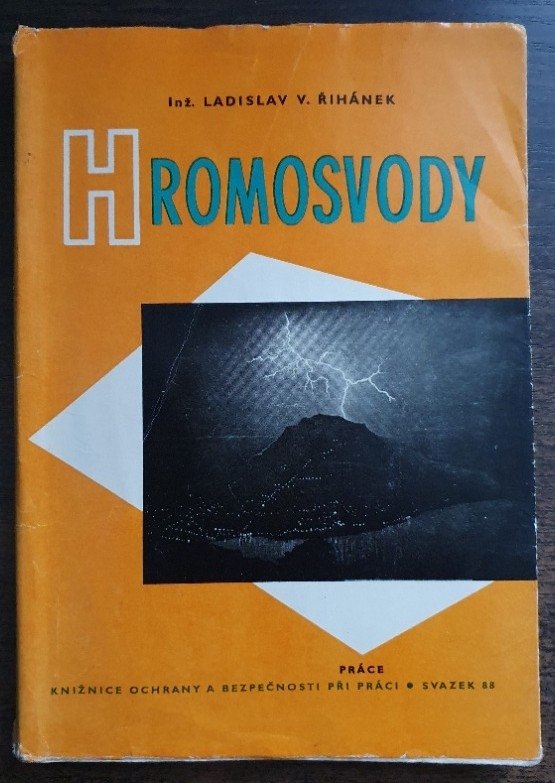 Inž. LADISLAV V. ŘIHÁNEK
HROMOSVODY
PRÁCE
KNIŽNICE OCHRANY A BEZPEČNOSTI PŘI PRÁCI • SVAZEK 88